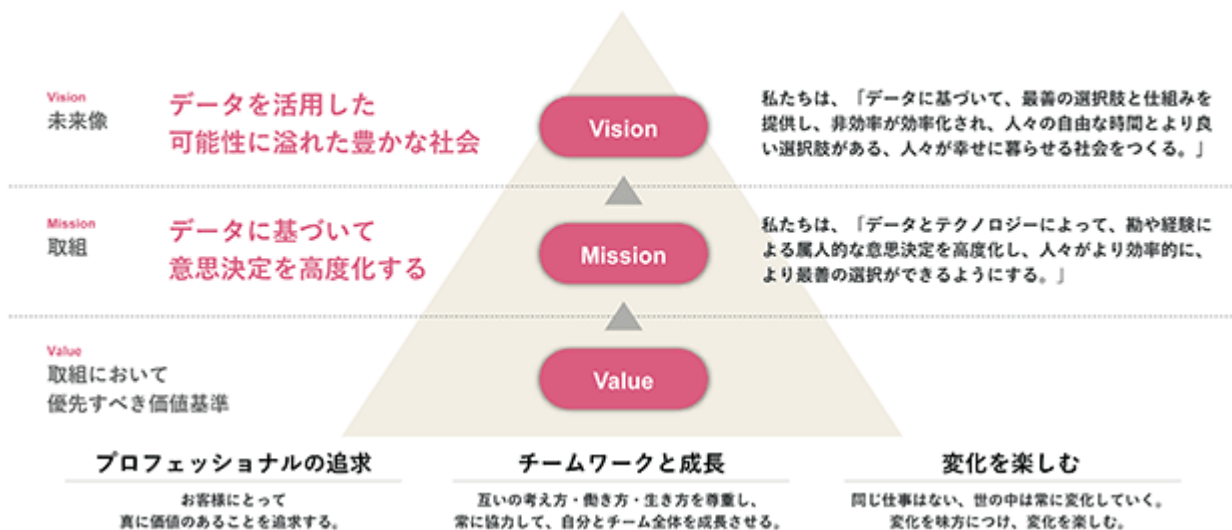 Vision
未来像
データを活用した
可能性に溢れた豊かな社会
Vision
私たちは、「データに基づいて、最善の選択肢と仕組みを
提供し、非効率が効率化され、人々の自由な時間とより良
い選択肢がある、人々が幸せに暮らせる社会をつくる。」
Mission
取組
データに基づいて
意思決定を高度化する
Mission
私たちは、「データとテクノロジーによって、勘や経験に
よる属人的な意思決定を高度化し、人々がより効率的に、
より最善の選択ができるようにする。」
Value
取組において
優先すべき価値基準
Value
プロフェッショナルの追求
お客様にとって
真に価値のあることを追求する。
チームワークと成長
互いの考え方・働き方・生き方を尊重し、
常に協力して、自分とチーム全体を成長させる。
変化を楽しむ
同じ仕事はない、世の中は常に変化していく。
変化を味方につけ、変化を楽しむ。